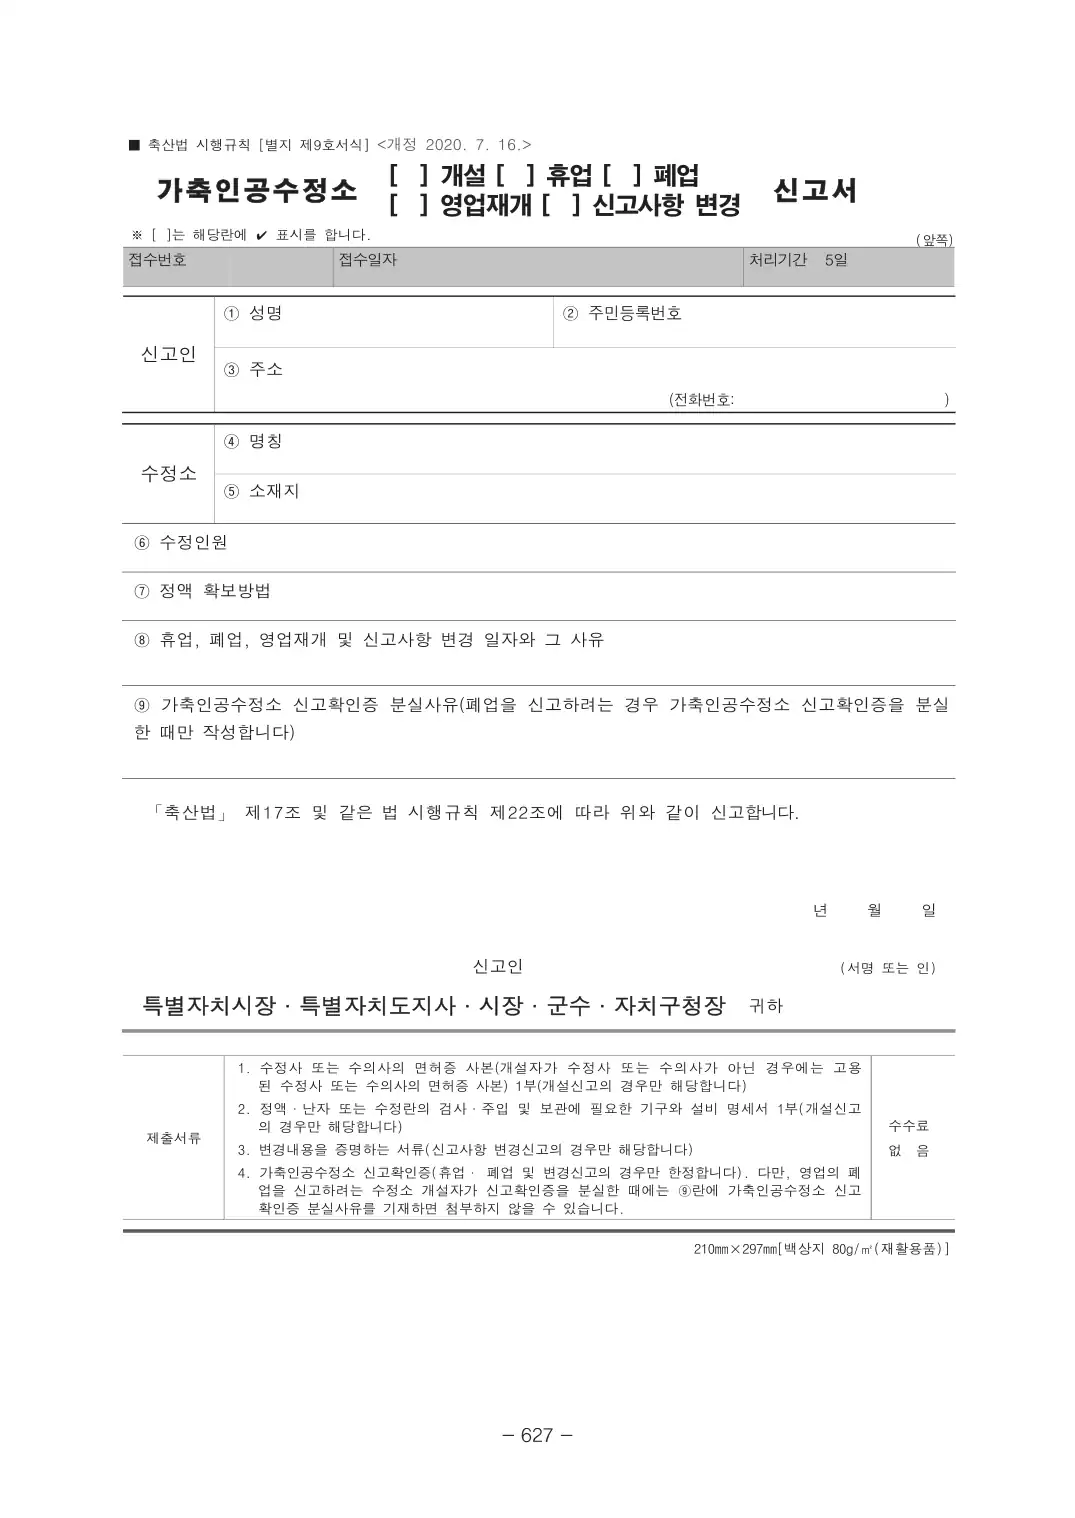 ■ 축산법 시행규칙 [별지 제9호서식] <개정 2020. 7. 16.>
가축인공수정소 [ ] 개설 [ ] 휴업 [ ] 폐업 신고서
[ ] 영업재개 [ ] 신고사항 변경
※ [ ]는 해당란에 ✔ 표시를 합니다.
(앞쪽)
접수번호 접수일자 처리기간 5일
신고인
① 성명 ② 주민등록번호
③ 주소
(전화번호: )
수정소
④ 명칭
⑤ 소재지
⑥ 수정인원
⑦ 정액 확보방법
⑧ 휴업, 폐업, 영업재개 및 신고사항 변경 일자와 그 사유
⑨ 가축인공수정소 신고확인증 분실사유(폐업을 신고하려는 경우 가축인공수정소 신고확인증을 분실
한 때만 작성합니다)
「축산법」 제17조 및 같은 법 시행규칙 제22조에 따라 위와 같이 신고합니다.
년 월 일
신고인 (서명 또는 인)
특별자치시장·특별자치도지사·시장·군수·자치구청장 귀하
제출서류
1. 수정사 또는 수의사의 면허증 사본(개설자가 수정사 또는 수의사가 아닌 경우에는 고용
된 수정사 또는 수의사의 면허증 사본) 1부(개설신고의 경우만 해당합니다)
2. 정액·난자 또는 수정란의 검사·주입 및 보관에 필요한 기구와 설비 명세서 1부(개설신고
의 경우만 해당합니다)
3. 변경내용을 증명하는 서류(신고사항 변경신고의 경우만 해당합니다)
4. 가축인공수정소 신고확인증(휴업· 폐업 및 변경신고의 경우만 한정합니다). 다만, 영업의 폐
업을 신고하려는 수정소 개설자가 신고확인증을 분실한 때에는 ⑨란에 가축인공수정소 신고
확인증 분실사유를 기재하면 첨부하지 않을 수 있습니다.
수수료
없 음
210㎜×297㎜[백상지 80g/㎡(재활용품)]
- 627 -